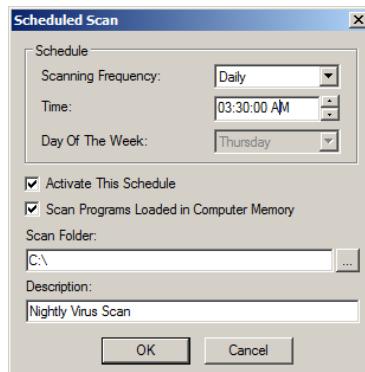 Scheduled Scan
Schedule
Scanning Frequency: Daily
Time: 03:30:00 AM
Day Of The Week: Thursday
Activate This Schedule
Scan Programs Loaded in Computer Memory
Scan Folder:
C:\ ...
Description:
Nightly Virus Scan
OK Cancel